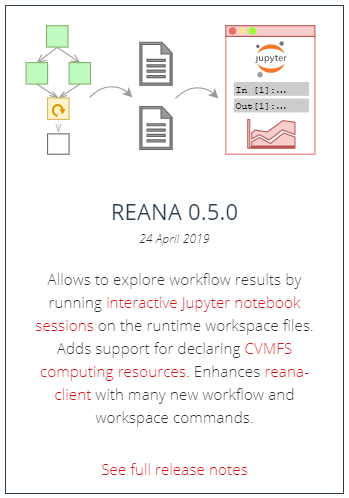 jupyter
In [1]:...
Out[1]:...
REANA 0.5.0
24 April 2019
Allows to explore workflow results by
running interactive Jupyter notebook
sessions on the runtime workspace files.
Adds support for declaring CVMFS
computing resources. Enhances reana-
client with many new workflow and
workspace commands.
See full release notes